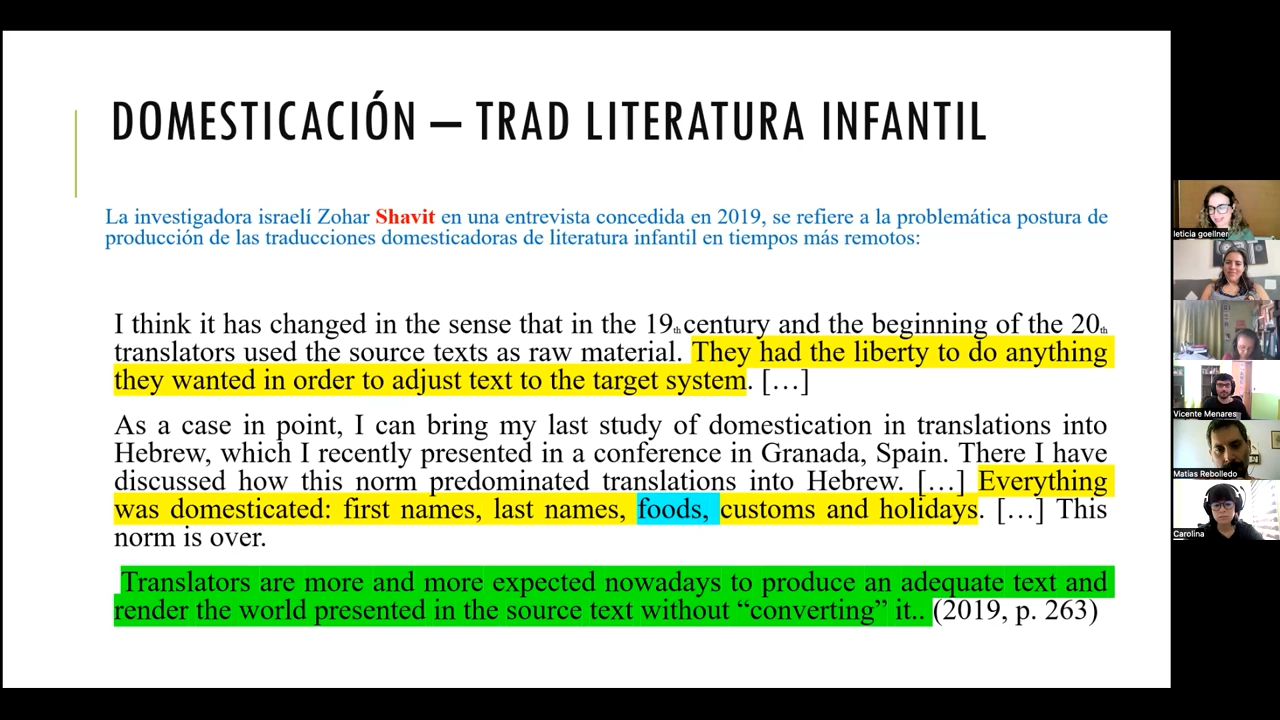 DOMESTICACIÓN – TRAD LITERATURA INFANTIL
La investigadora israelí Zohar Shavit en una entrevista concedida en 2019, se refiere a la problemática postura de
producción de las traducciones domesticadoras de literatura infantil en tiempos más remotos:
I think it has changed in the sense that in the 19th century and the beginning of the 20th
translators used the source texts as raw material. They had the liberty to do anything
they wanted in order to adjust text to the target system. […]
As a case in point, I can bring my last study of domestication in translations into
Hebrew, which I recently presented in a conference in Granada, Spain. There I have
discussed how this norm predominated translations into Hebrew. […] Everything
was domesticated: first names, last names, foods, customs and holidays. […] This
norm is over.
Translators are more and more expected nowadays to produce an adequate text and
render the world presented in the source text without “converting” it.. (2019, p. 263)
leticia goellner
Vicente Menares
Matias Rebolledo
Carolina